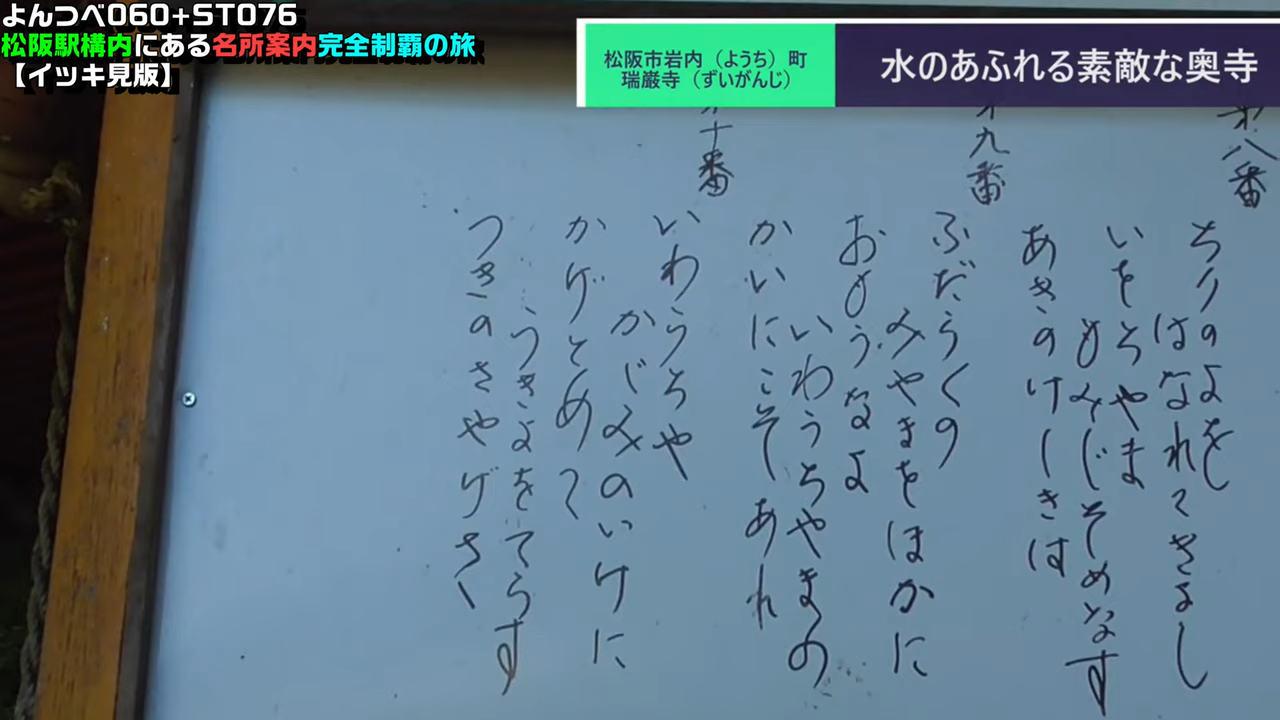 よんつべ060+ST076
松阪駅構内にある名所案内完全制覇の旅
【イッキ見版】
松阪市岩内（ようち）町
瑞巌寺（ずいがんじ）
水のあふれる素敵な奥寺
第八番
ちりのよをし
はなれてきよし
いをちやま
もみじそめなす
あきのけしきは
第九番
ふだらくの
みやまをほかに
おもうなよ
いわうちやまの
かいにこそあれ
第十番
いわうちや
かがみのいけに
かげとめて
うきよをてらす
つきのさやけさ